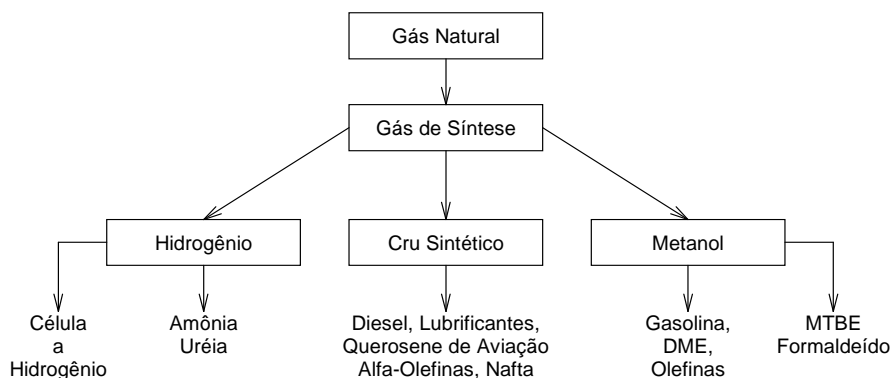 Gás Natural
Gás de Síntese
Hidrogênio
Cru Sintético
Metanol
Célula
a
Hidrogênio
Amônia
Uréia
Diesel, Lubrificantes,
Querosene de Aviação
Alfa-Olefinas, Nafta
Gasolina,
DME,
Olefinas
MTBE
Formaldeído